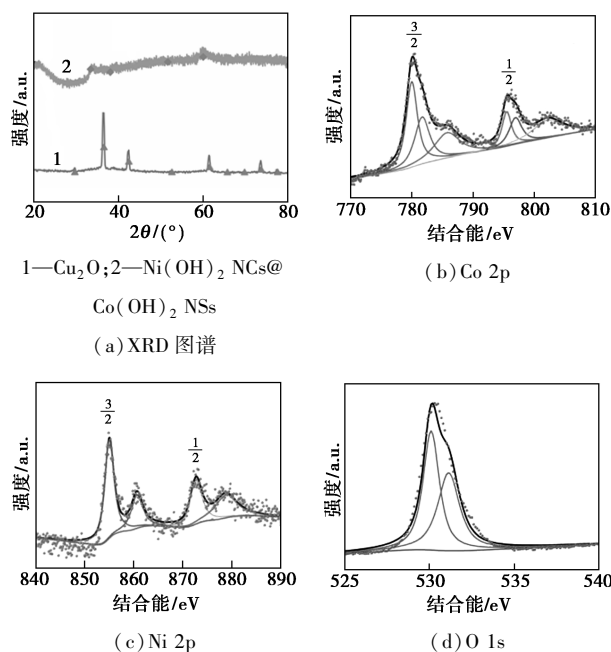 强度/a.u.
2
1
20 40 60 80
2θ/(°)
1—Cu₂O;2—Ni(OH)₂ NCs@
Co(OH)₂ NSs
(a)XRD 图谱
强度/a.u.
3/2
1/2
770 780 790 800 810
结合能/eV
(b)Co 2p
强度/a.u.
3/2
1/2
840 850 860 870 880 890
结合能/eV
(c)Ni 2p
强度/a.u.
525 530 535 540
结合能/eV
(d)O 1s